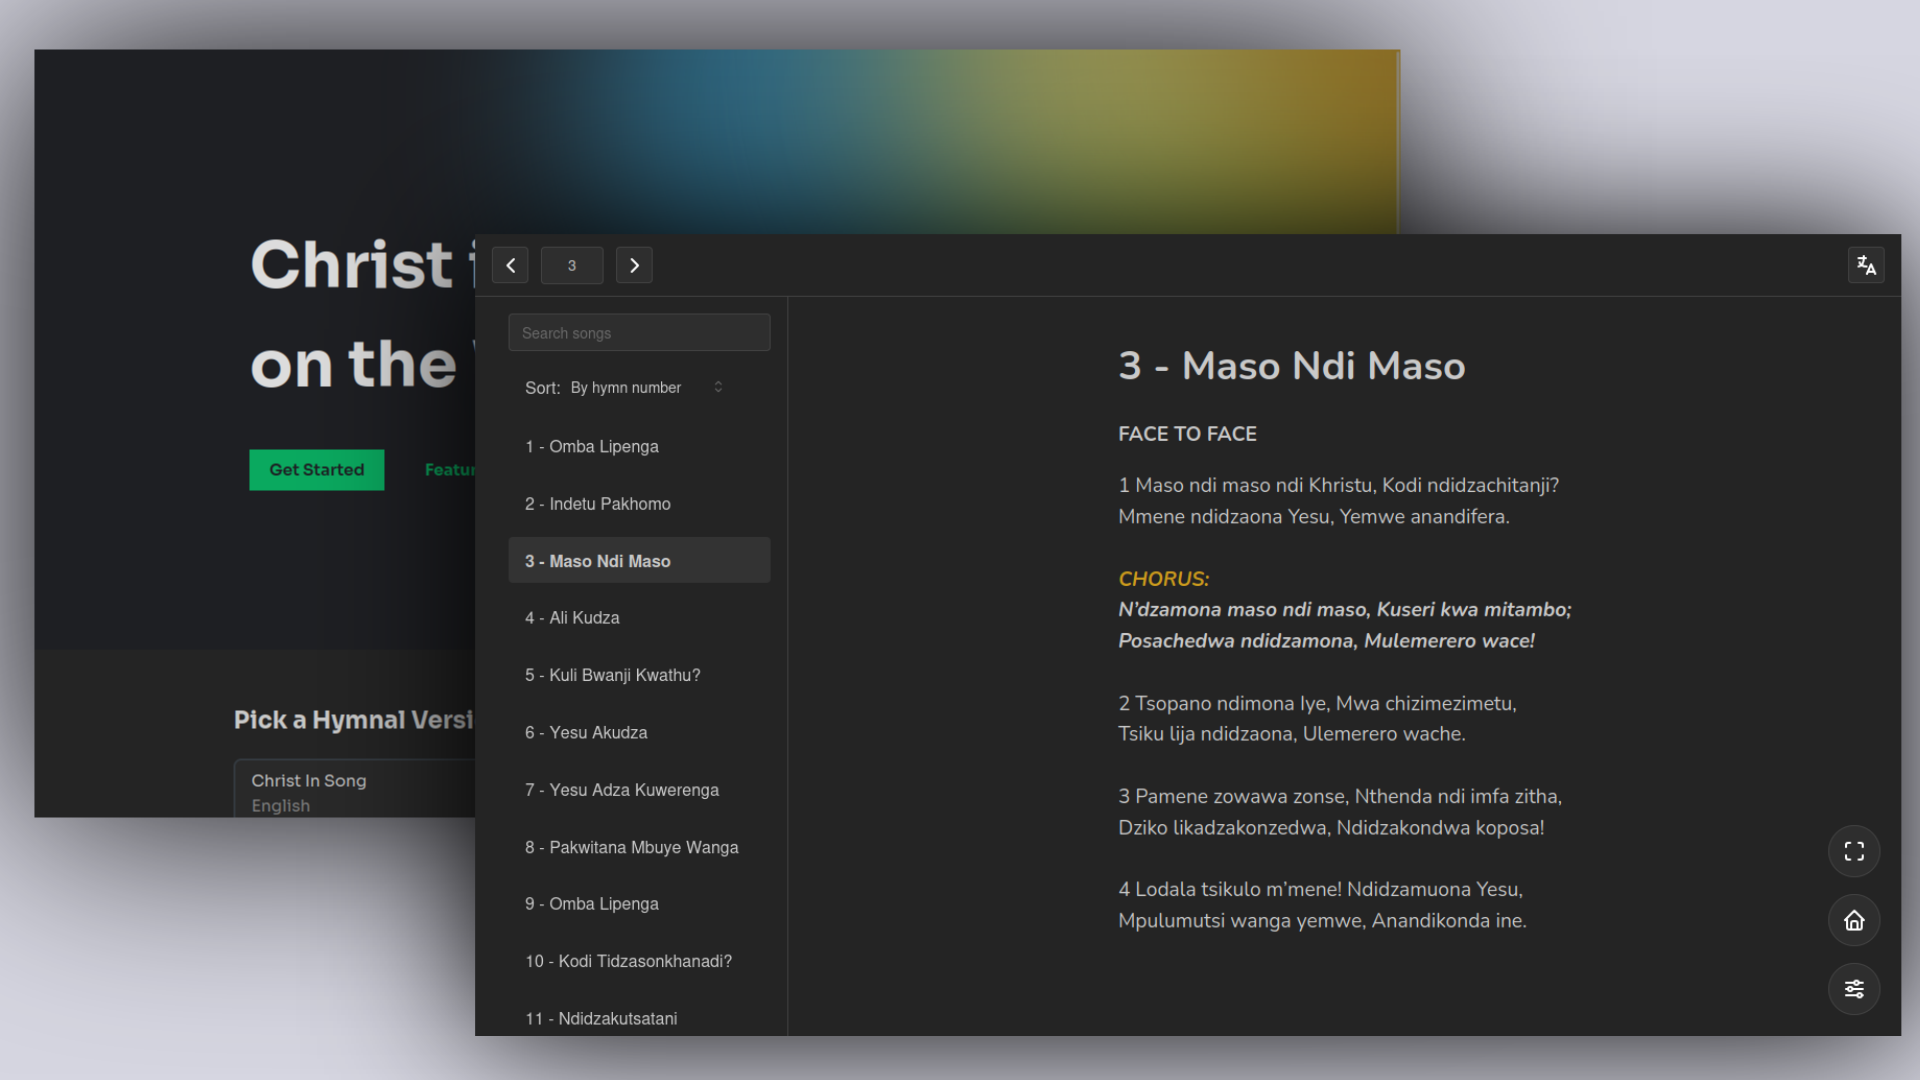 Christ
on the
Get Started
Pick a Hymnal
Christ In Song
English
3
Search songs
Sort: By hymn number
1 - Omba Lipenga
2 - Indetu Pakhomo
3 - Maso Ndi Maso
4 - Ali Kudza
5 - Kuli Bwanji Kwathu?
6 - Yesu Akudza
7 - Yesu Adza Kuwerenga
8 - Pakwitana Mbuye Wanga
9 - Omba Lipenga
10 - Kodi Tidzasonkhanadi?
11 - Ndidzakutsatani
3 - Maso Ndi Maso
FACE TO FACE
1 Maso ndi maso ndi Khristu, Kodi ndidzachitanji?
Mmene ndidzaona Yesu, Yemwe anandifera.
CHORUS:
N’dzamona maso ndi maso, Kuseri kwa mitambo;
Posachedwa ndidzamona, Mulemerero wace!
2 Tsopano ndimona Iye, Mwa chizimezimetu,
Tsiku lija ndidzaona, Ulemerero wache.
3 Pamene zowawa zonse, Nthenda ndi imfa zitha,
Dziko likadzakonzedwa, Ndidzakondwa koposa!
4 Lodala tsikulo m’mene! Ndidzamuona Yesu,
Mpulumutsi wanga yemwe, Anandikonda ine.